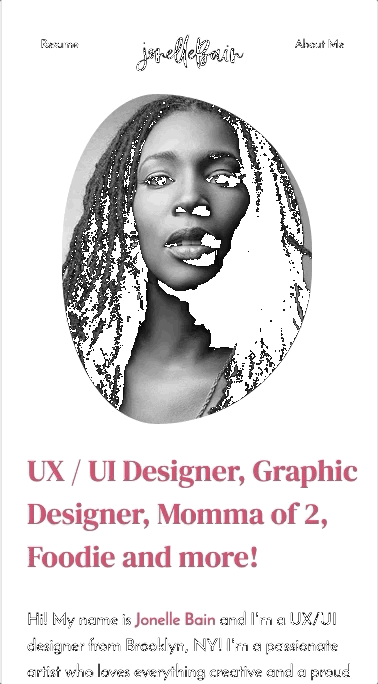 Resume jonelleBain About Me
UX / UI Designer, Graphic
Designer, Momma of 2,
Foodie and more!
Hi! My name is Jonelle Bain and I'm a UX/UI
designer from Brooklyn, NY! I'm a passionate
artist who loves everything creative and a proud